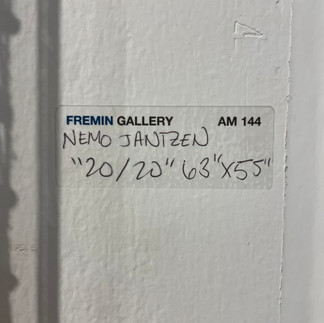 FREMIN GALLERY AM 144
NEMO JANTZEN
"20/20" 63"X55"